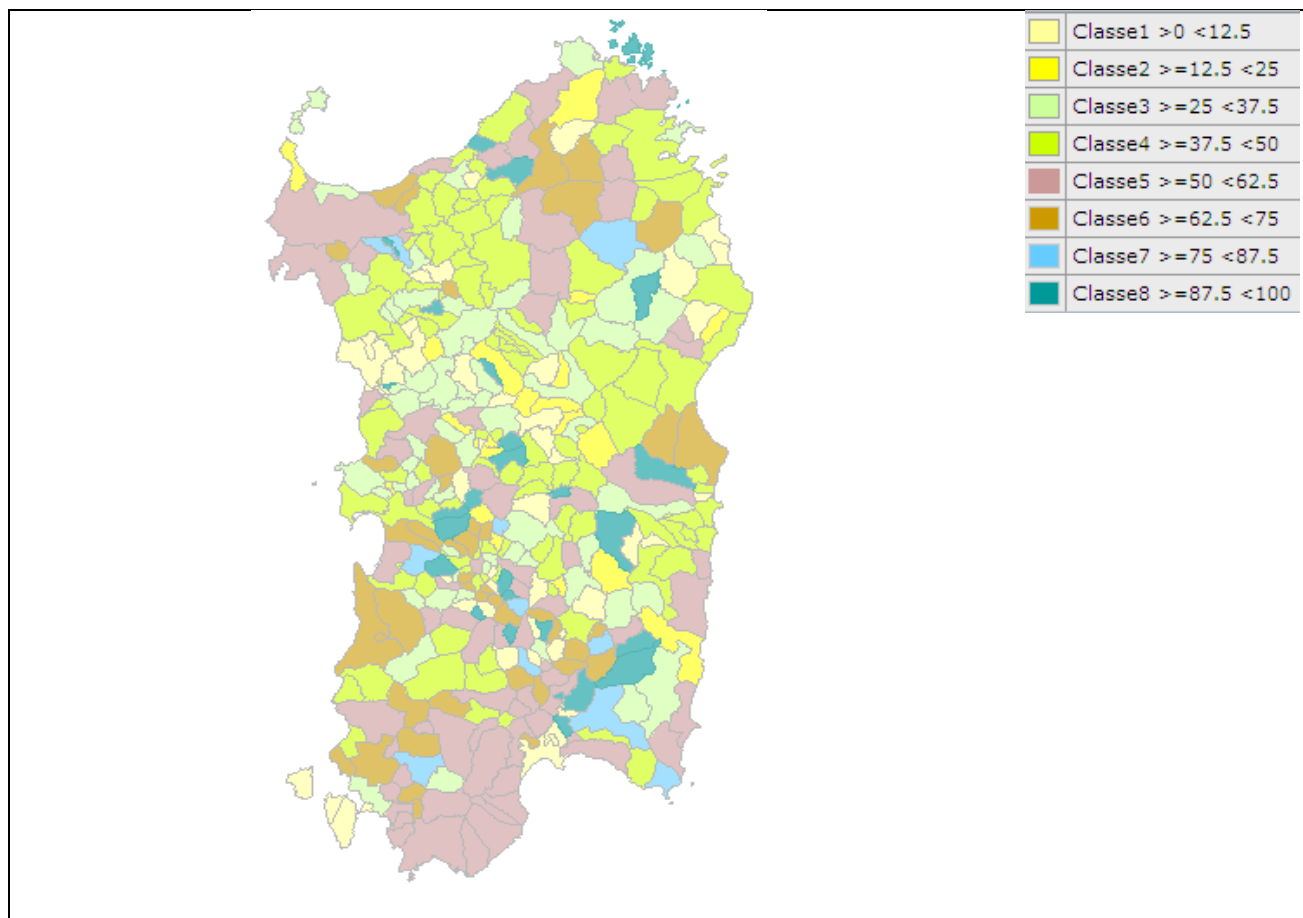 Classe1 >0 <12.5
Classe2 >=12.5 <25
Classe3 >=25 <37.5
Classe4 >=37.5 <50
Classe5 >=50 <62.5
Classe6 >=62.5 <75
Classe7 >=75 <87.5
Classe8 >=87.5 <100